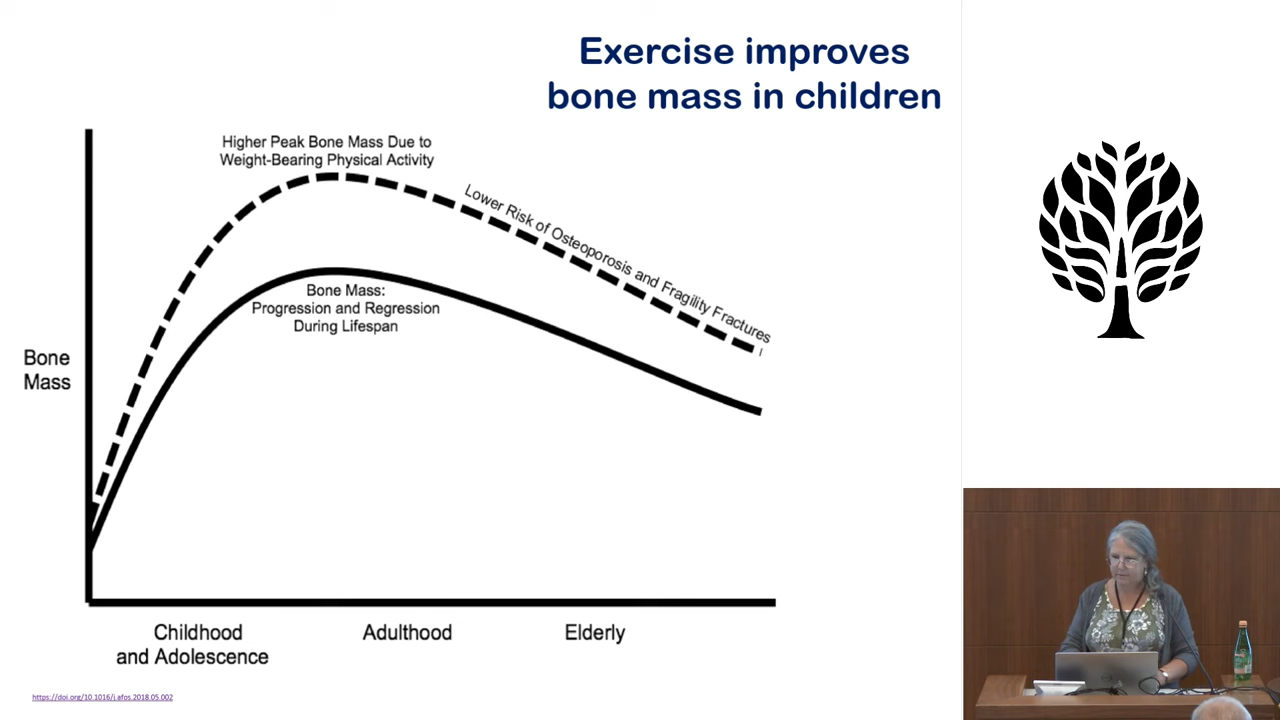 Exercise improves
bone mass in children
Higher Peak Bone Mass Due to
Weight-Bearing Physical Activity
Lower Risk of Osteoporosis and Fragility Fractures
Bone Mass:
Progression and Regression
During Lifespan
Bone
Mass
Childhood
and Adolescence
Adulthood
Elderly
https://doi.org/10.1016/j.afos.2018.05.002